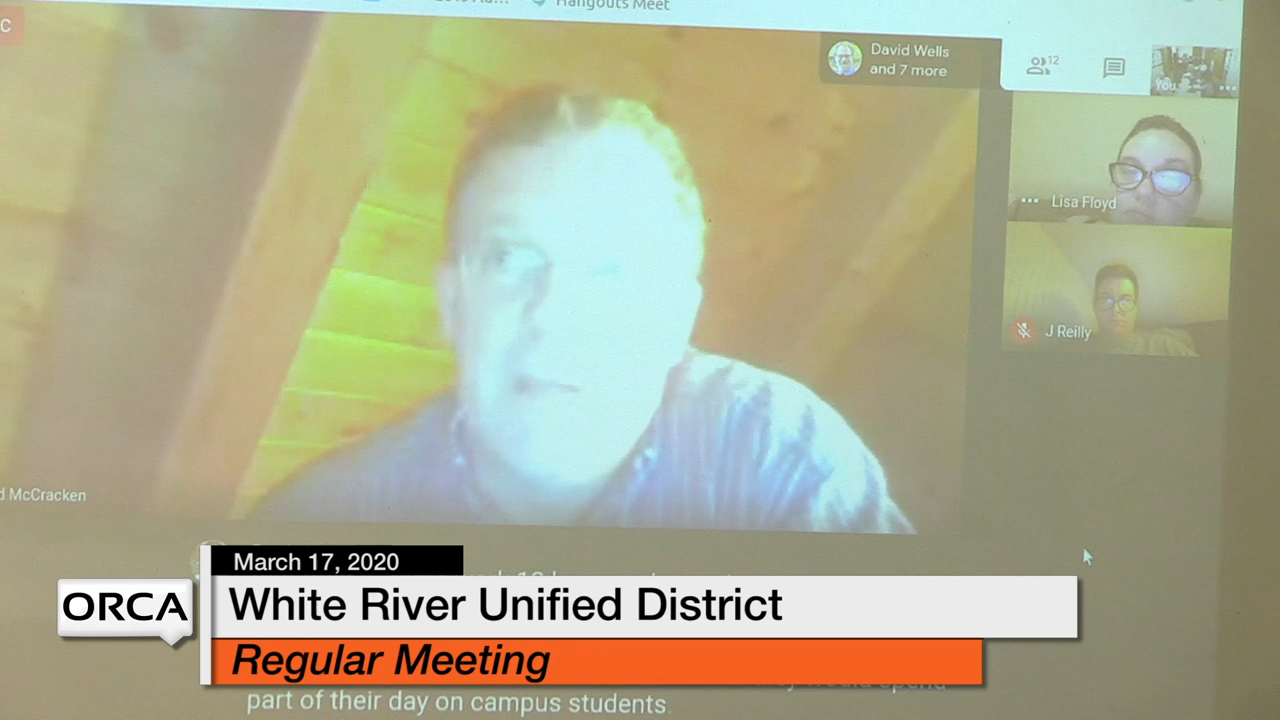 Hangouts Meet
C
David Wells
and 7 more
12
You
Lisa Floyd
J Reilly
d McCracken
March 17, 2020
ORCA
White River Unified District
Regular Meeting
part of their day on campus students.